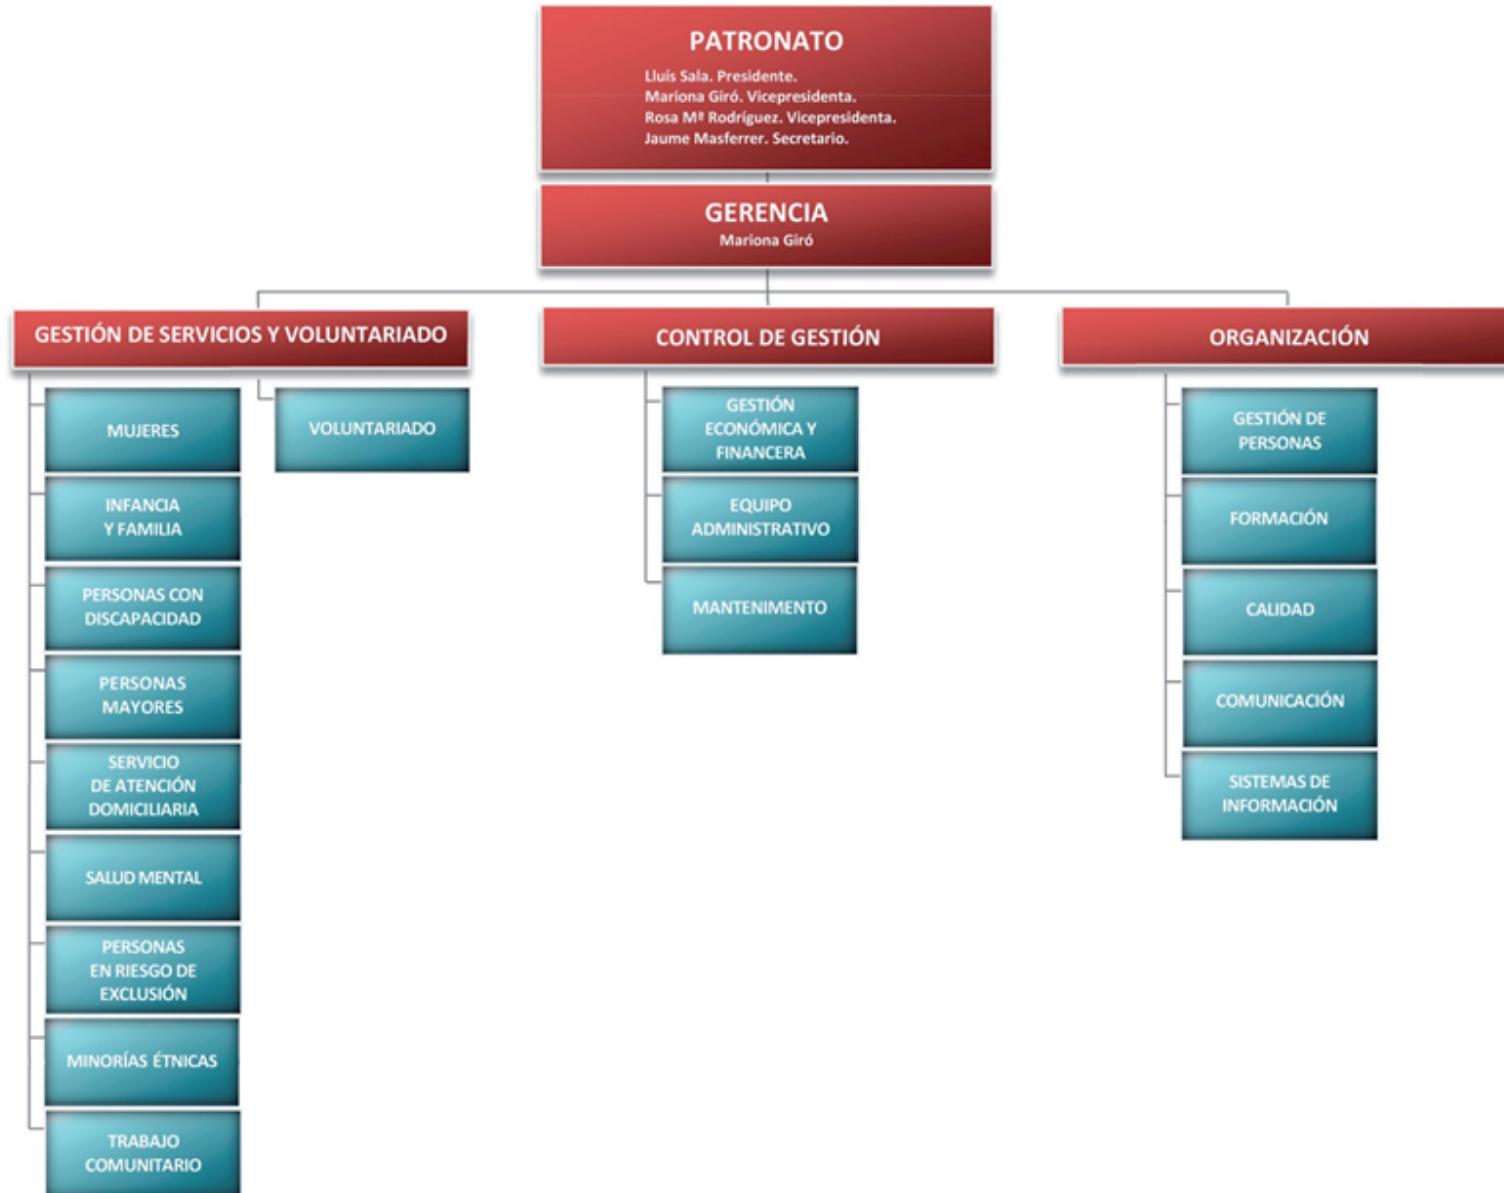 PATRONATO
Lluís Sala. Presidente.
Mariona Giró. Vicepresidenta.
Rosa Mª Rodríguez. Vicepresidenta.
Jaume Masferrer. Secretario.
GERENCIA
Mariona Giró
GESTIÓN DE SERVICIOS Y VOLUNTARIADO
MUJERES
INFANCIA
Y FAMILIA
PERSONAS CON
DISCAPACIDAD
PERSONAS
MAYORES
SERVICIO
DE ATENCIÓN
DOMICILIARIA
SALUD MENTAL
PERSONAS
EN RIESGO DE
EXCLUSIÓN
MINORÍAS ÉTNICAS
TRABAJO
COMUNITARIO
VOLUNTARIADO
CONTROL DE GESTIÓN
GESTIÓN
ECONÓMICA Y
FINANCERA
EQUIPO
ADMINISTRATIVO
MANTENIMENTO
ORGANIZACIÓN
GESTIÓN DE
PERSONAS
FORMACIÓN
CALIDAD
COMUNICACIÓN
SISTEMAS DE
INFORMACIÓN